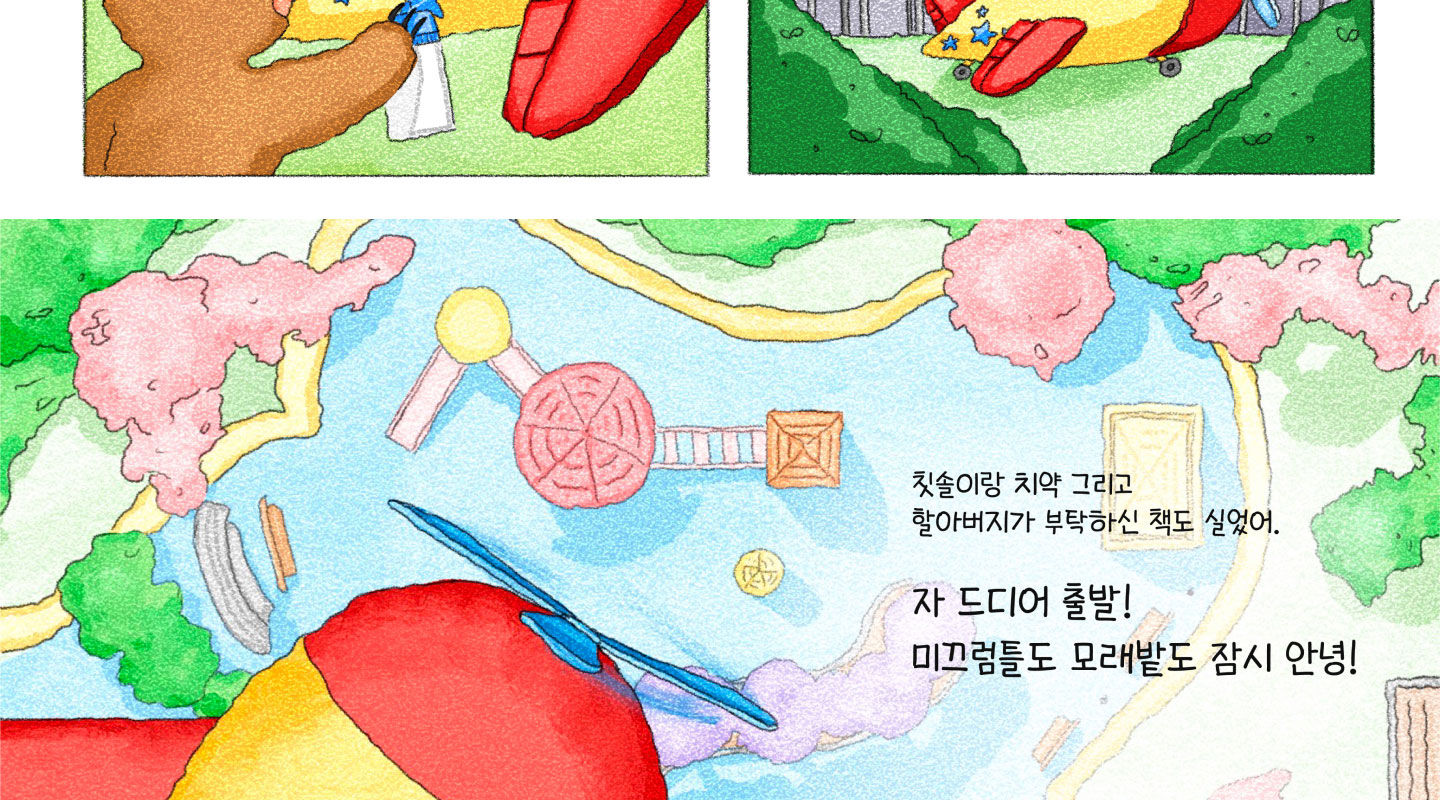 칫솔이랑 치약 그리고
할아버지가 부탁하신 책도 실었어.
자 드디어 출발!
미끄럼틀도 모래밭도 잠시 안녕!